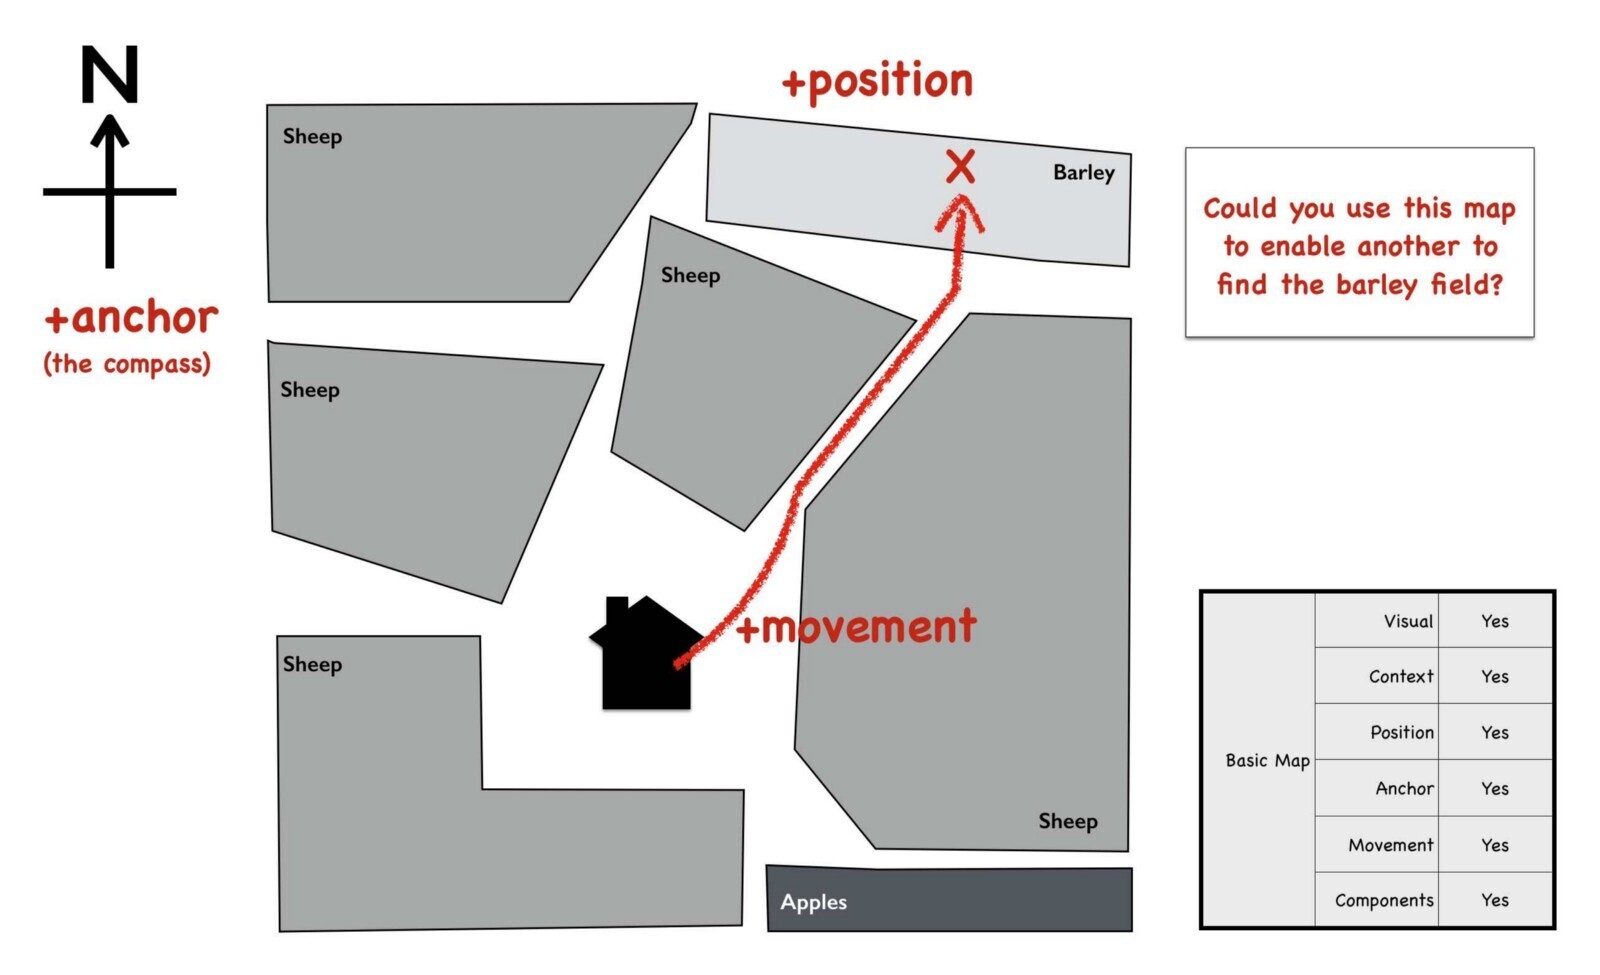 N
+anchor
(the compass)
+position
Sheep
Barley
Sheep
Sheep
+movement
Sheep
Sheep
Apples
Could you use this map
to enable another to
find the barley field?
Basic Map
Visual Yes
Context Yes
Position Yes
Anchor Yes
Movement Yes
Components Yes